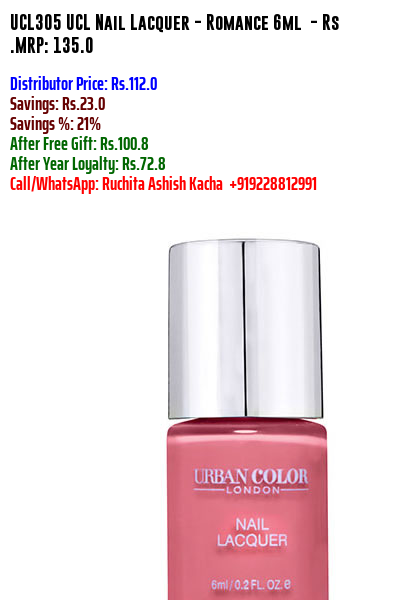 UCL305 UCL Nail Lacquer - Romance 6ml - Rs
.MRP: 135.0
Distributor Price: Rs.112.0
Savings: Rs.23.0
Savings %: 21%
After Free Gift: Rs.100.8
After Year Loyalty: Rs.72.8
Call/WhatsApp: Ruchita Ashish Kacha +919228812991
URBAN COLOR
LONDON
NAIL
LACQUER
6ml / 0.2 FL. OZ. e